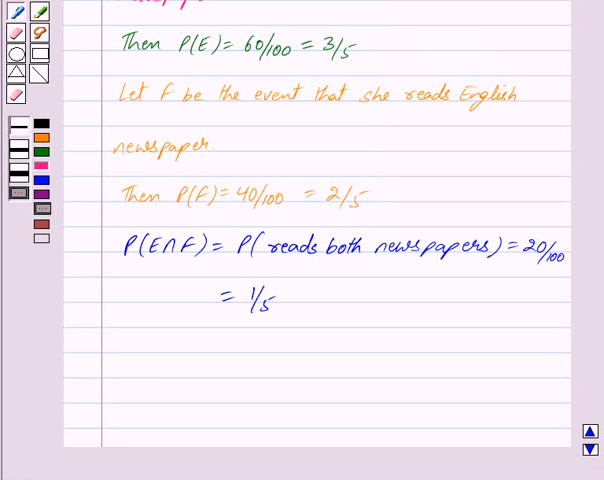 Then P(E) = 60/100 = 3/5
Let F be the event that she reads English
newspaper.
Then P(F) = 40/100 = 2/5
P(E∩F) = P( reads both newspapers) = 20/100
= 1/5